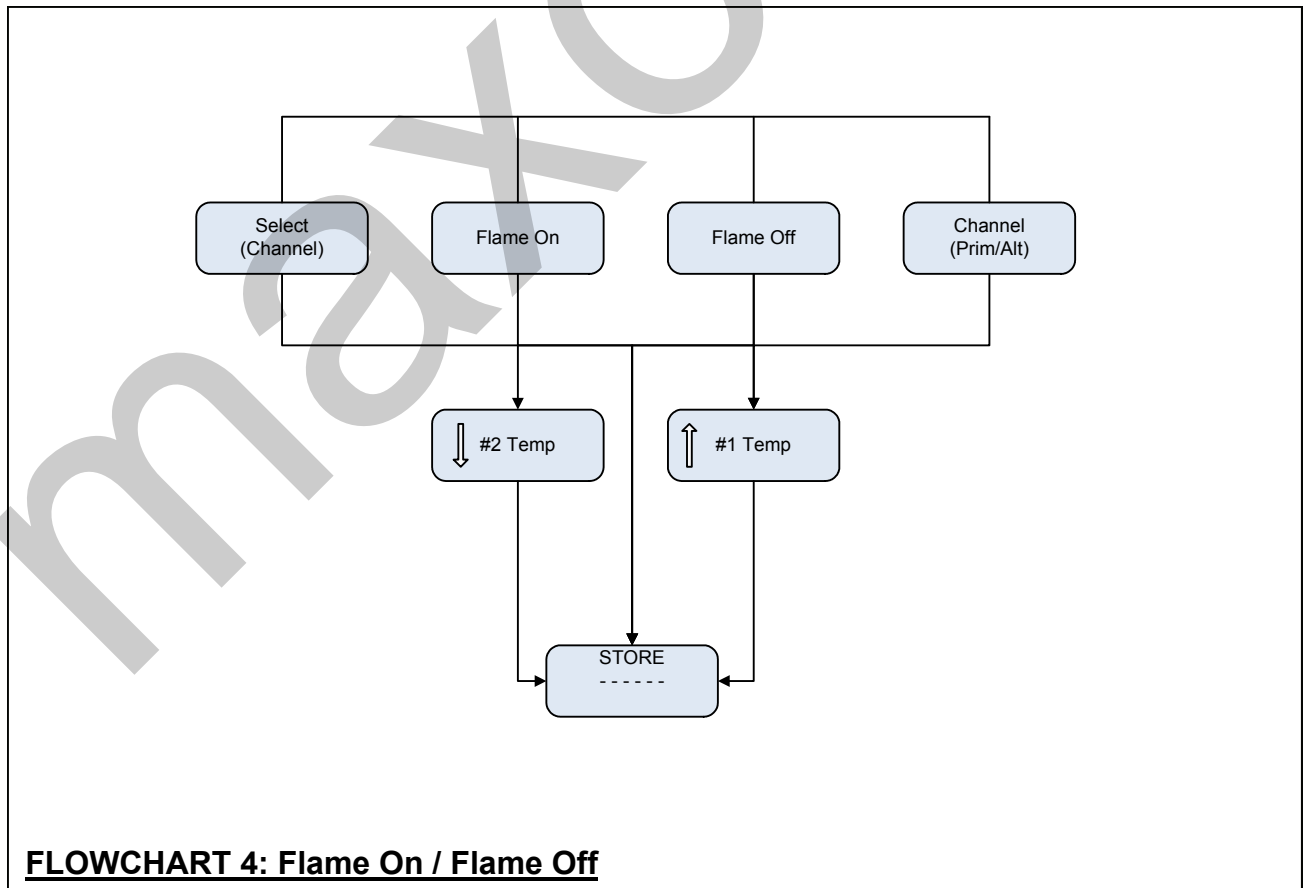 Select
(Channel)
Flame On
Flame Off
Channel
(Prim/Alt)
#2 Temp
#1 Temp
STORE
- - - - - -
FLOWCHART 4: Flame On / Flame Off